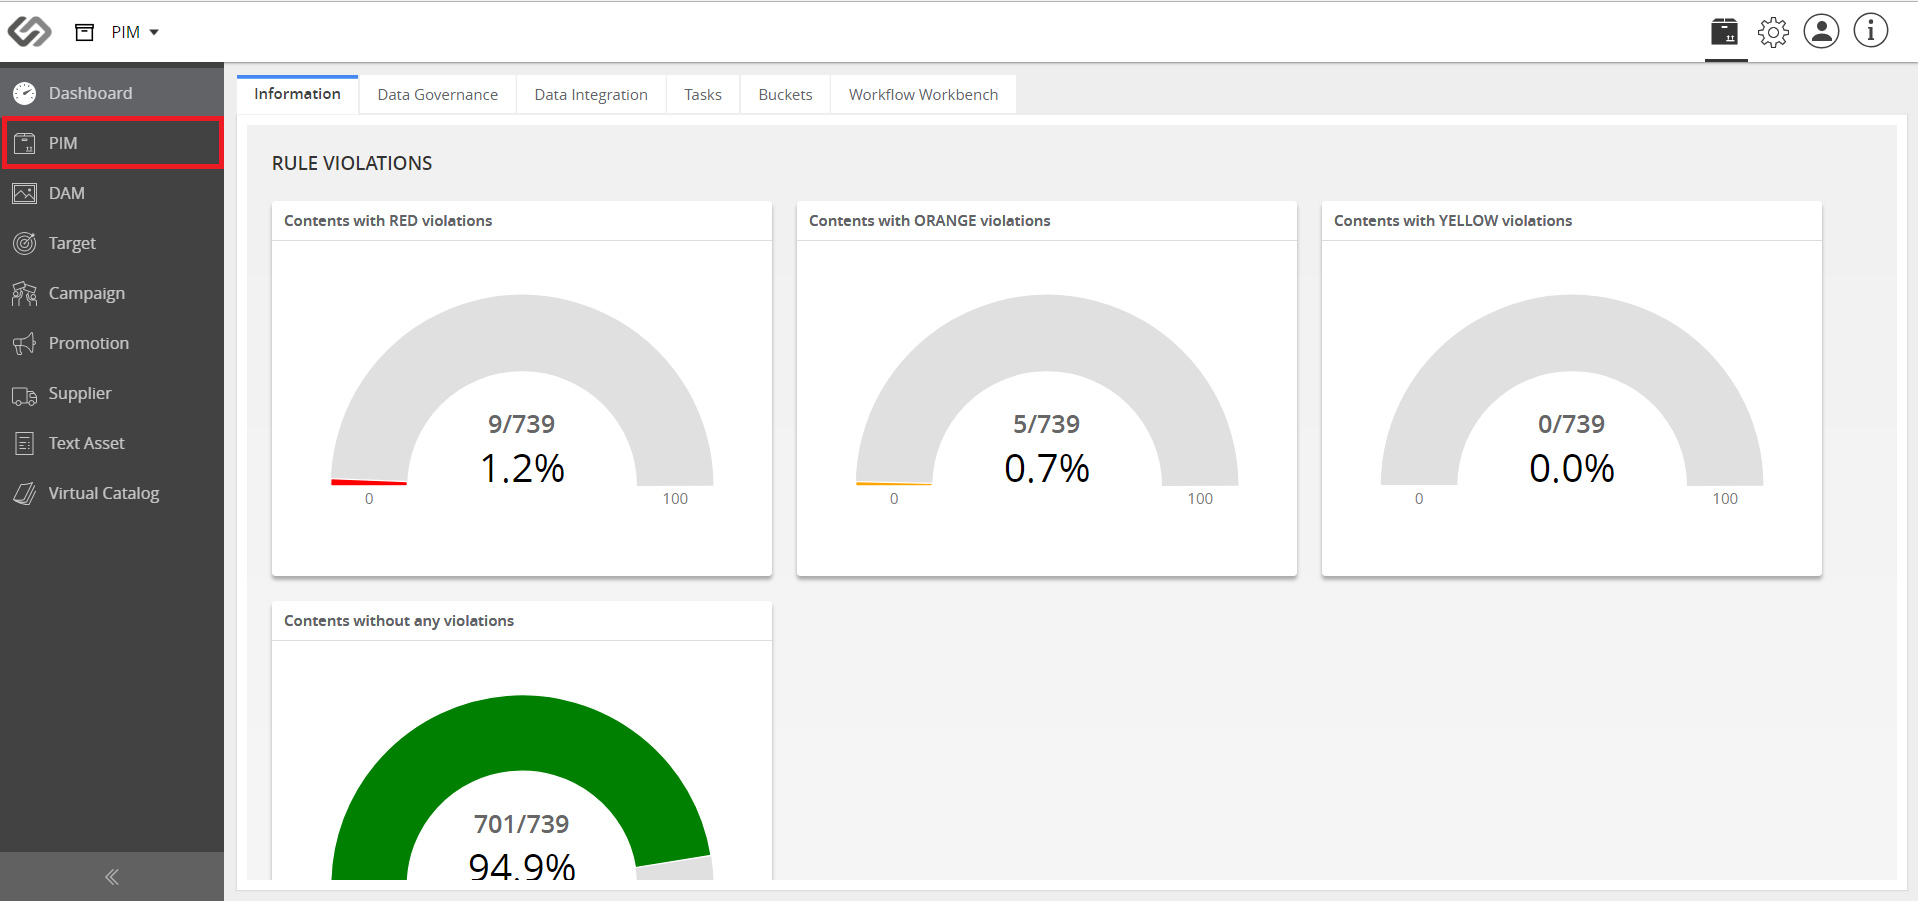 PIM
Dashboard
PIM
DAM
Target
Campaign
Promotion
Supplier
Text Asset
Virtual Catalog
Information
Data Governance
Data Integration
Tasks
Buckets
Workflow Workbench
RULE VIOLATIONS
Contents with RED violations
9/739
1.2%
0
100
Contents with ORANGE violations
5/739
0.7%
0
100
Contents with YELLOW violations
0/739
0.0%
0
100
Contents without any violations
701/739
94.9%